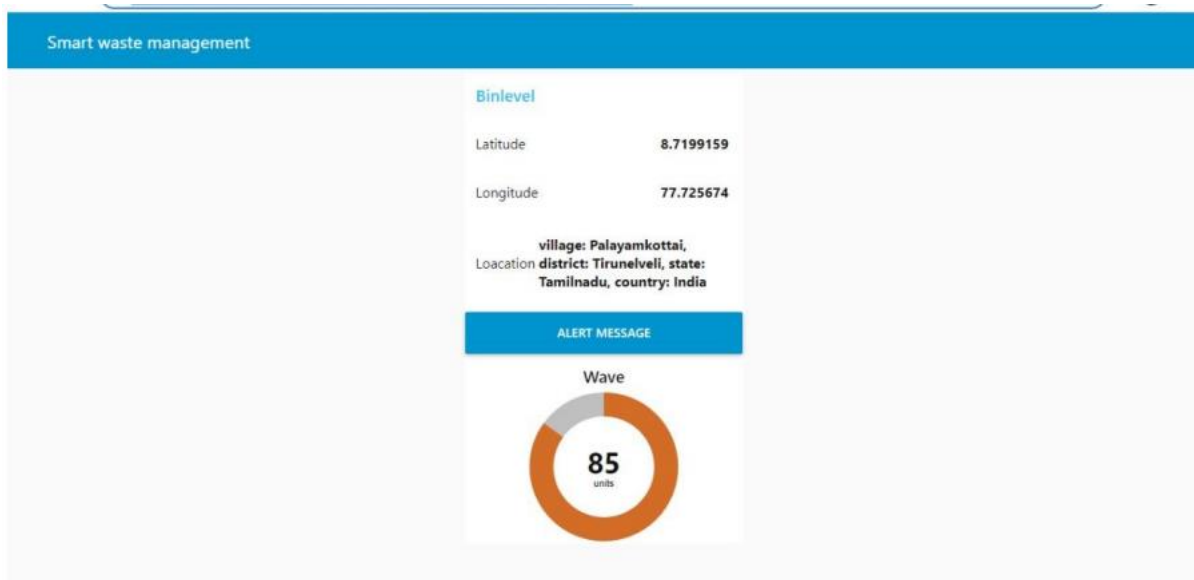 Smart waste management
Binlevel
Latitude 8.7199159
Longitude 77.725674
village: Palayamkottai,
Loacation district: Tirunelveli, state:
Tamilnadu, country: India
ALERT MESSAGE
Wave
85
units